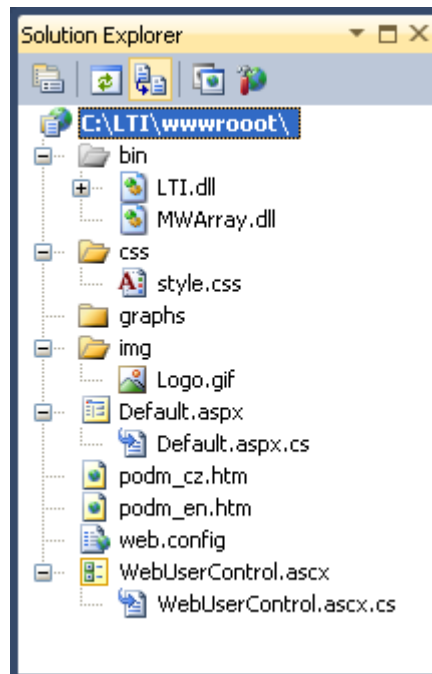 Solution Explorer
C:\LTI\wwwrooot\
bin
LTI.dll
MWArray.dll
css
style.css
graphs
img
Logo.gif
Default.aspx
Default.aspx.cs
podm_cz.htm
podm_en.htm
web.config
WebUserControl.ascx
WebUserControl.ascx.cs